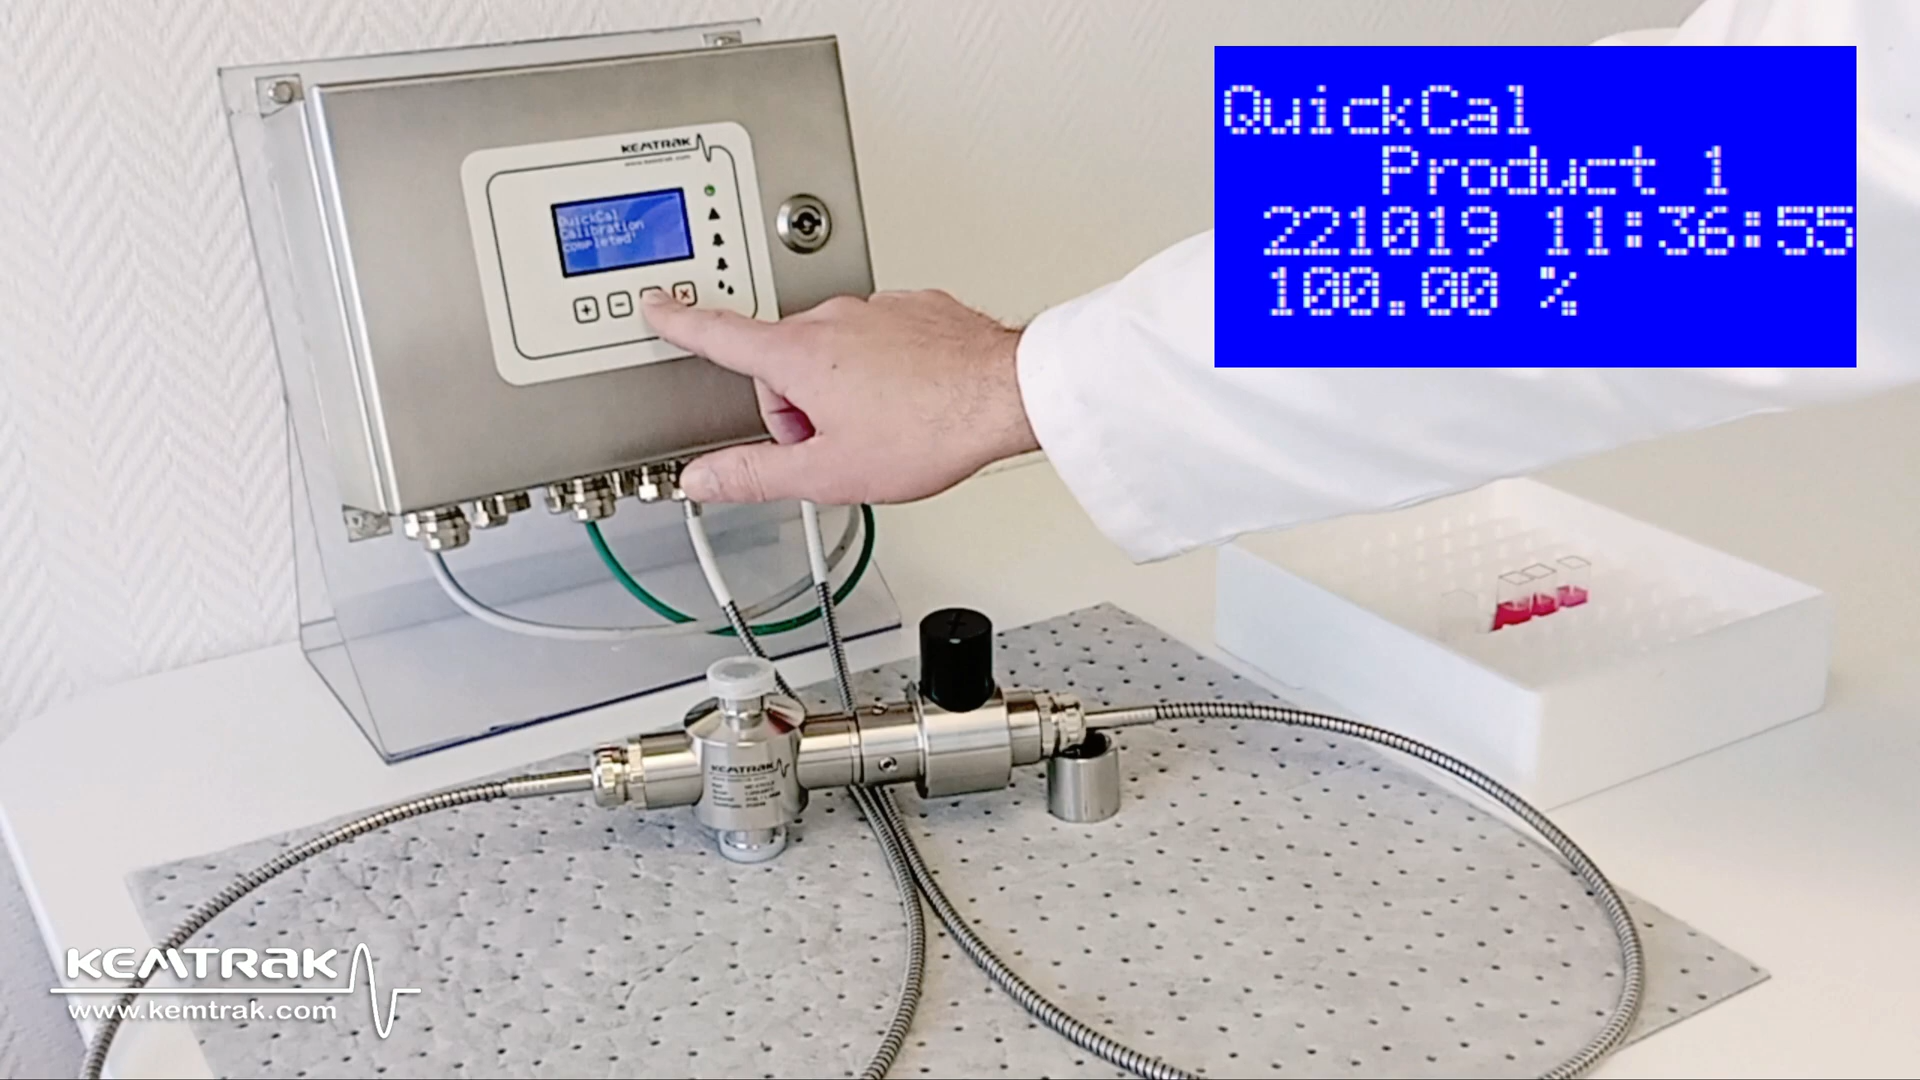 KEMTRAK
www.kemtrak.com
QuickCal
Calibration
completed'
+
−
x
QuickCal
Product 1
221019 11:36:55
100.00 %
KEMTRAK
KEMTRAK
www.kemtrak.com